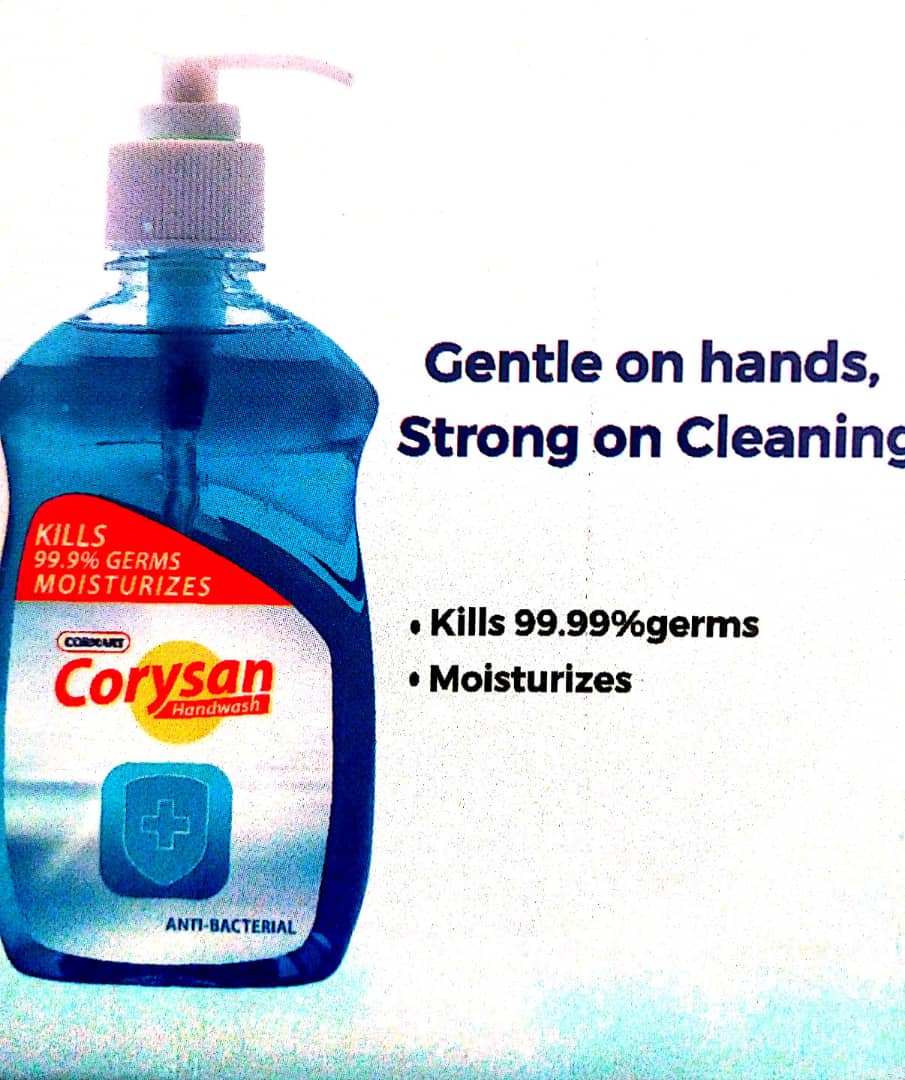 Gentle on hands,
Strong on Cleaning
• Kills 99.99%germs
• Moisturizes
KILLS
99.9% GERMS
MOISTURIZES
CORMART
Corysan
Handwash
ANTI-BACTERIAL